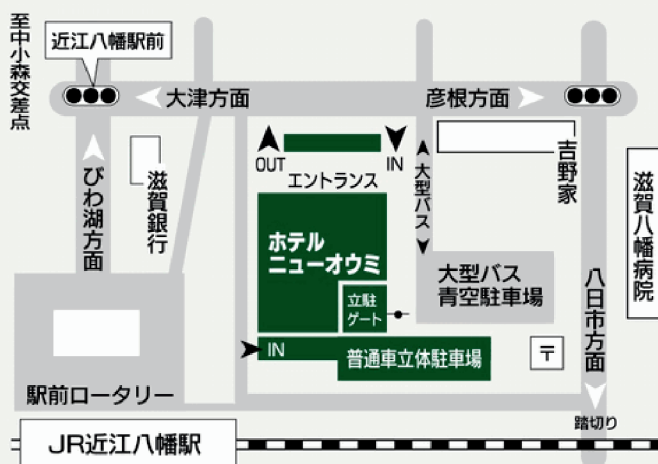 至中小森交差点
近江八幡駅前
大津方面
彦根方面
OUT
IN
エントランス
大型バス
吉野家
びわ湖方面
滋賀銀行
滋賀八幡病院
ホテル
ニューオウミ
大型バス
青空駐車場
八日市方面
立駐
ゲート
IN
普通車立体駐車場
〒
駅前ロータリー
踏切り
JR近江八幡駅